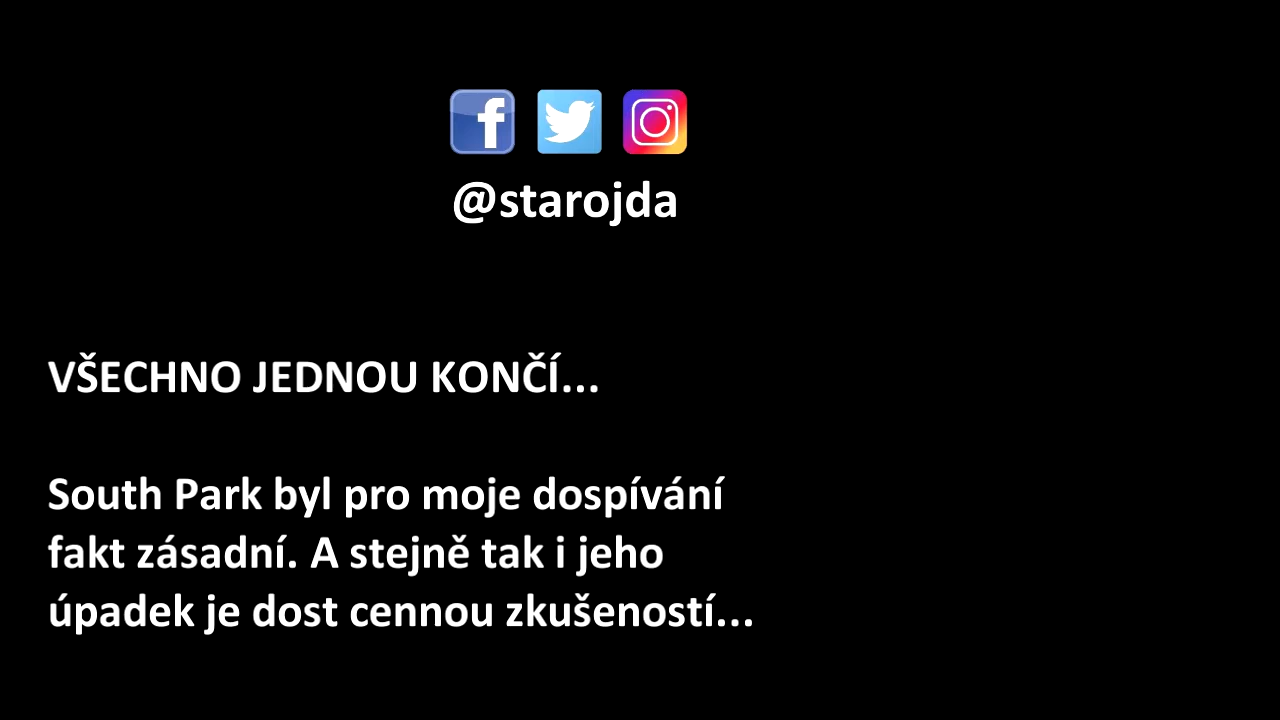 @starojda
VŠECHNO JEDNOU KONČÍ...
South Park byl pro moje dospívání
fakt zásadní. A stejně tak i jeho
úpadek je dost cennou zkušeností...